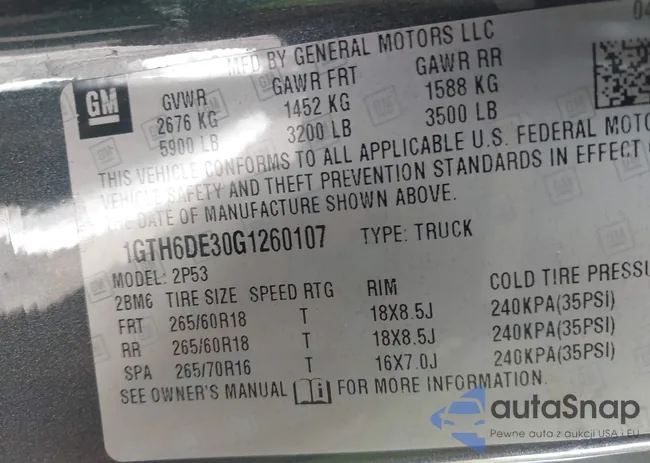 04
MFD BY GENERAL MOTORS LLC
GM
GVWR GAWR FRT GAWR RR
2676 KG 1452 KG 1588 KG
5900 LB 3200 LB 3500 LB
THIS VEHICLE CONFORMS TO ALL APPLICABLE U.S. FEDERAL MOTO
VEHICLE SAFETY AND THEFT PREVENTION STANDARDS IN EFFECT
THE DATE OF MANUFACTURE SHOWN ABOVE.
1GTH6DE30G1260107 TYPE: TRUCK
MODEL: 2P53
2BM6 TIRE SIZE SPEED RTG RIM COLD TIRE PRESSU
FRT 265/60R18 T 18X8.5J 240KPA(35PSI)
RR 265/60R18 T 18X8.5J 240KPA(35PSI)
SPA 265/70R16 T 16X7.0J 240KPA(35PSI)
SEE OWNER'S MANUAL i FOR MORE INFORMATION.
autaSnap
Pewne auta z aukcji USA i EU